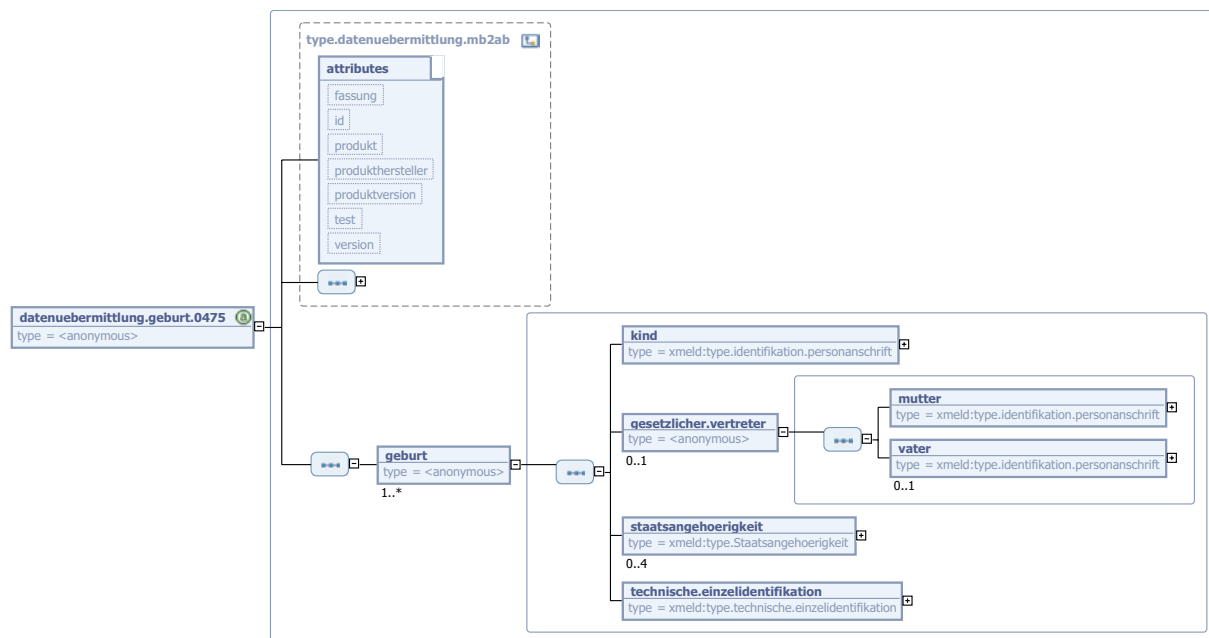 type.datenuebermittlung.mb2ab
attributes
fassung
id
produkt
produkthersteller
produktversion
test
version
datenuebermittlung.geburt.0475
a
type = <anonymous>
geburt
type = <anonymous>
1..*
kind
type = xmeld:type.identifikation.personanschrift
gesetzlicher.vertreter
type = <anonymous>
0..1
mutter
type = xmeld:type.identifikation.personanschrift
vater
type = xmeld:type.identifikation.personanschrift
0..1
staatsangehoerigkeit
type = xmeld:type.Staatsangehoerigkeit
0..4
technische.einzelidentifikation
type = xmeld:type.technische.einzelidentifikation